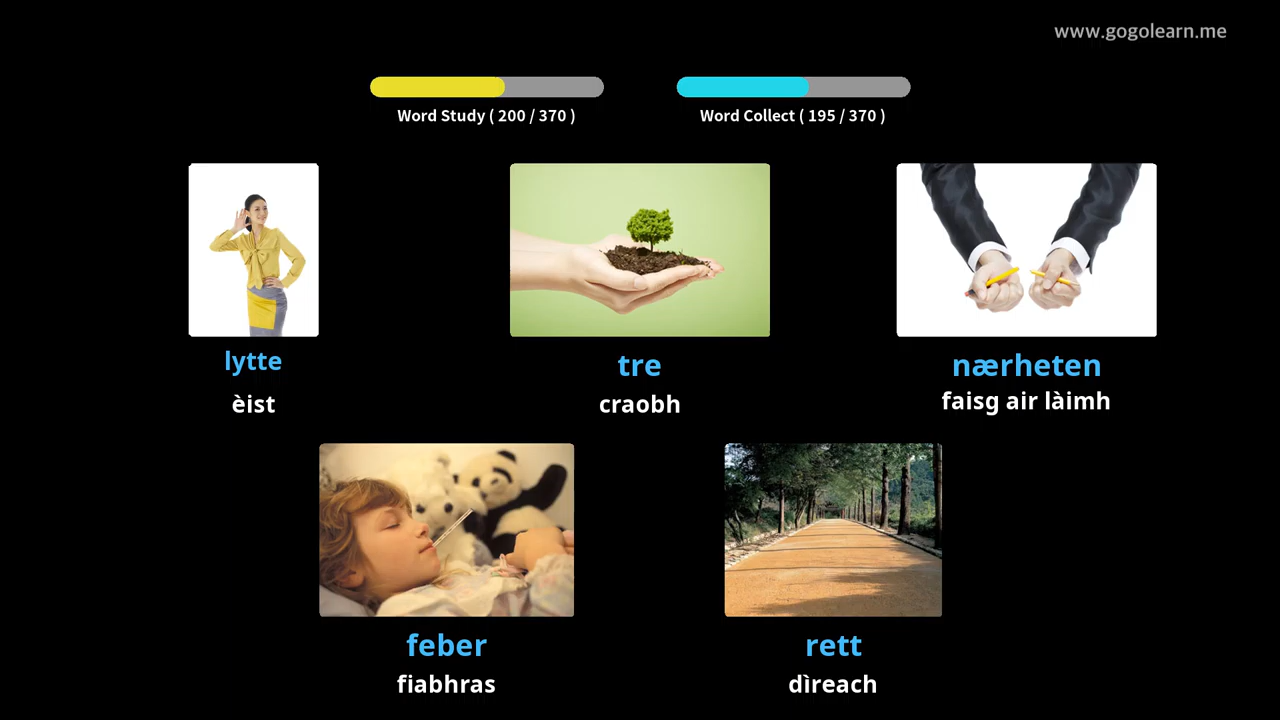 www.gogolearn.me
Word Study ( 200 / 370 )
Word Collect ( 195 / 370 )
lytte
èist
tre
craobh
nærheten
faisg air làimh
feber
fiabhras
rett
dìreach